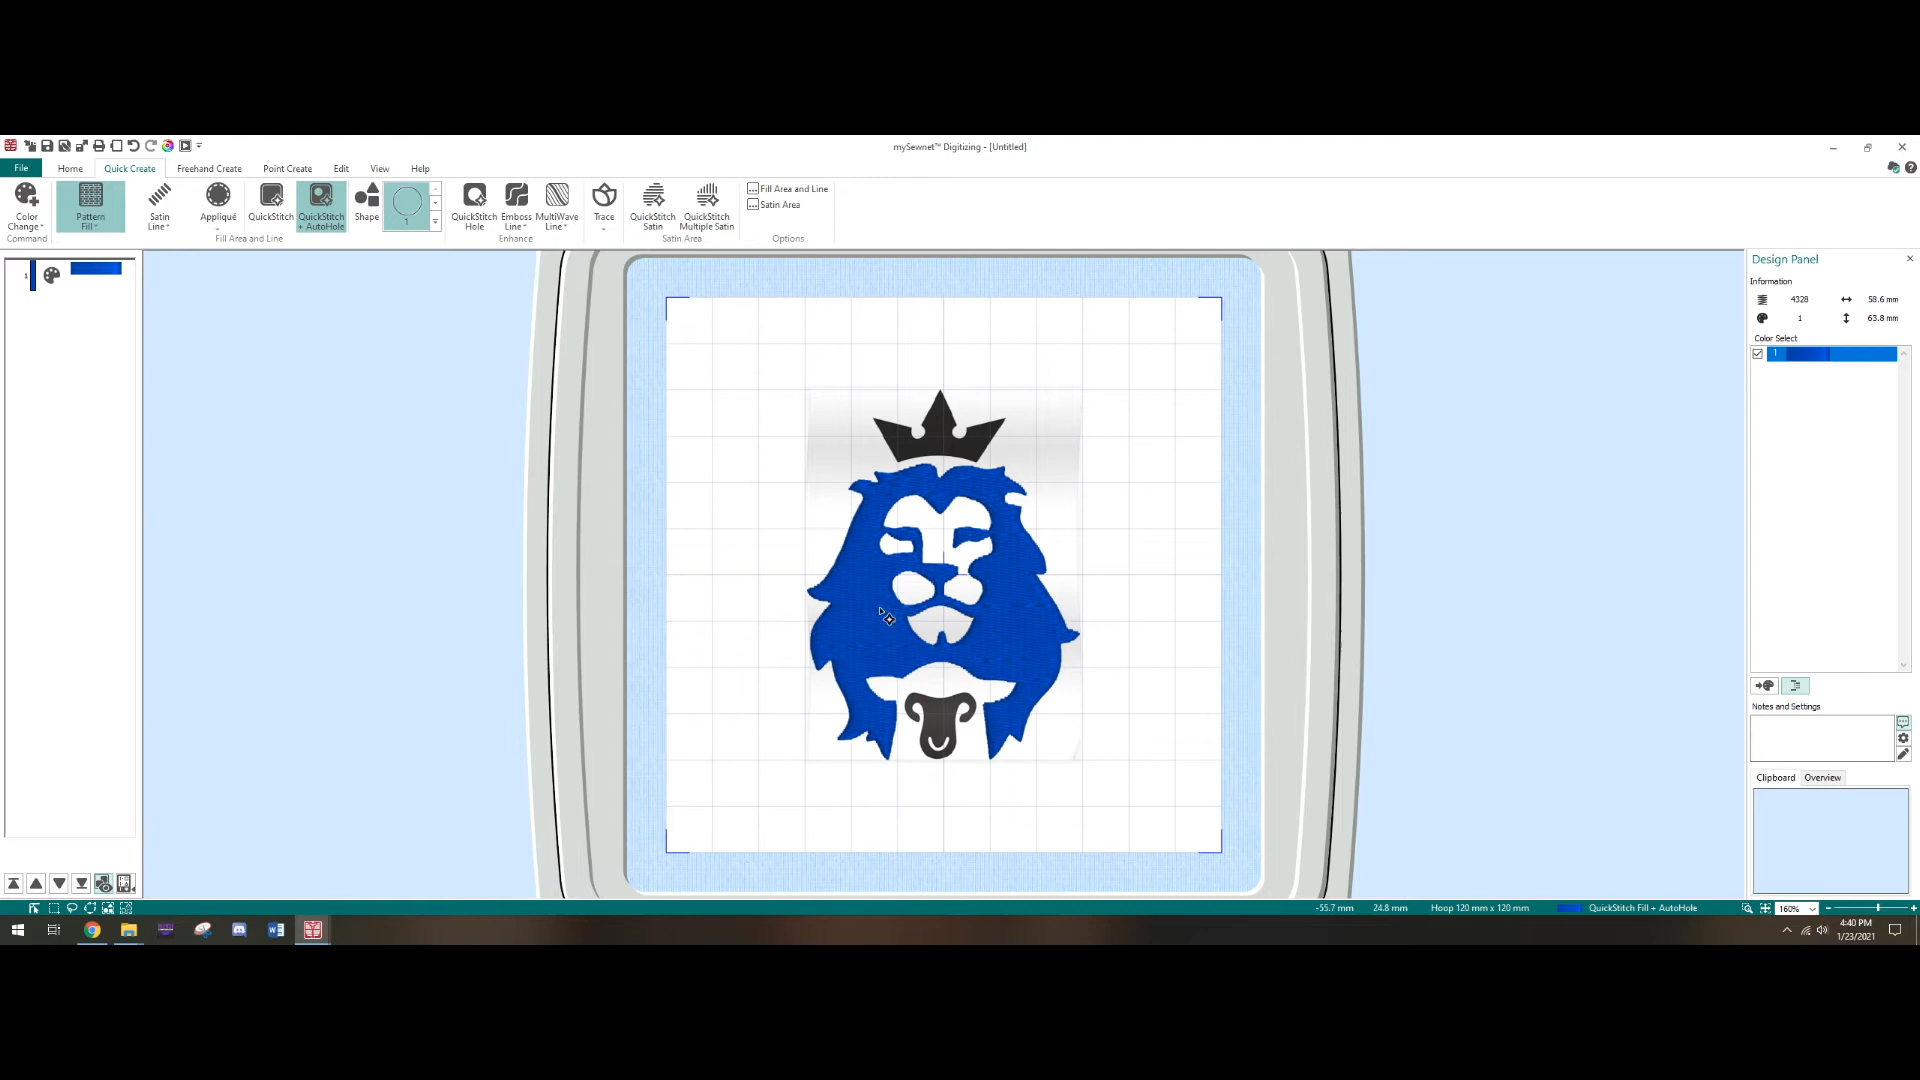 mySewnet™ Digitizing - [Untitled]
File Home Quick Create Freehand Create Point Create Edit View Help
Color Change
Pattern Fill
Satin Line
Appliqué
QuickStitch
QuickStitch + AutoHole
Shape
1
QuickStitch Hole
Emboss Line
MultiWave Line
Trace
QuickStitch Satin
QuickStitch Multiple Satin
Fill Area and Line
Satin Area
Command Fill Area and Line Enhance Satin Area Options
1
Design Panel
Information
4328 58.6 mm
1 63.8 mm
Color Select
1
Notes and Settings
Clipboard Overview
-55.7 mm 24.8 mm Hoop 120 mm x 120 mm QuickStitch Fill + AutoHole 160%
4:40 PM
1/23/2021